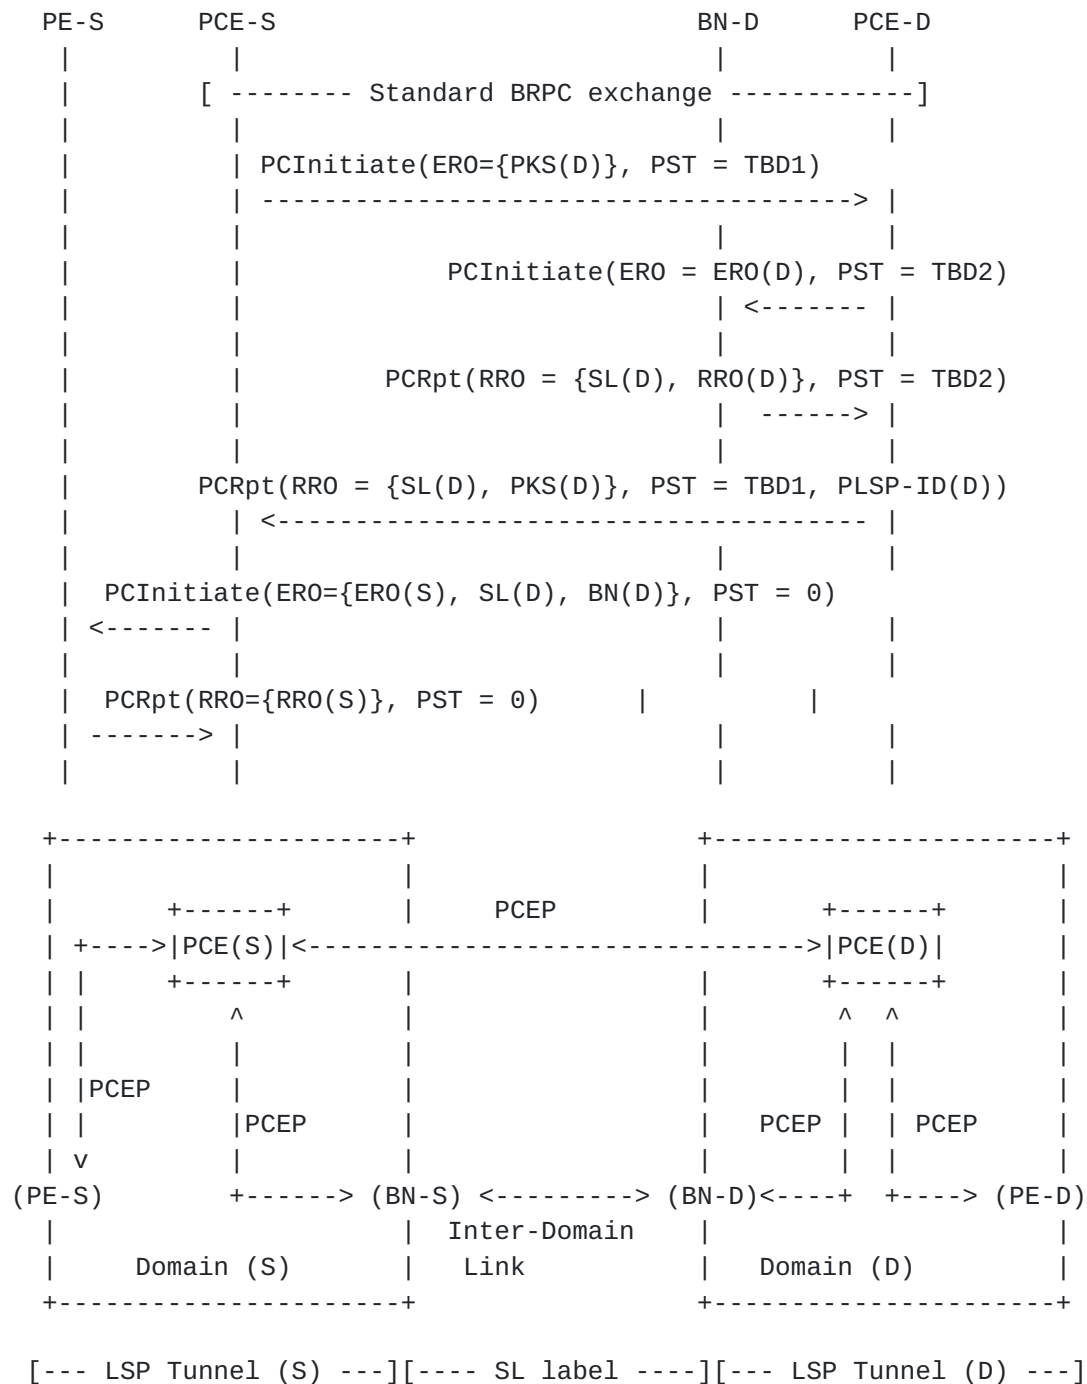 PE-S PCE-S BN-D PCE-D
[ -------- Standard BRPC exchange ------------]
PCInitiate(ERO={PKS(D)}, PST = TBD1)
PCInitiate(ERO = ERO(D), PST = TBD2)
PCRpt(RRO = {SL(D), RRO(D)}, PST = TBD2)
PCRpt(RRO = {SL(D), PKS(D)}, PST = TBD1, PLSP-ID(D))
PCInitiate(ERO={ERO(S), SL(D), BN(D)}, PST = 0)
PCRpt(RRO={RRO(S)}, PST = 0)
PCEP
PCE(S) PCE(D)
PCEP
PCEP PCEP PCEP
(PE-S) (BN-S) (BN-D) (PE-D)
Inter-Domain
Domain (S) Link Domain (D)
[--- LSP Tunnel (S) ---][---- SL label ----][--- LSP Tunnel (D) ---]